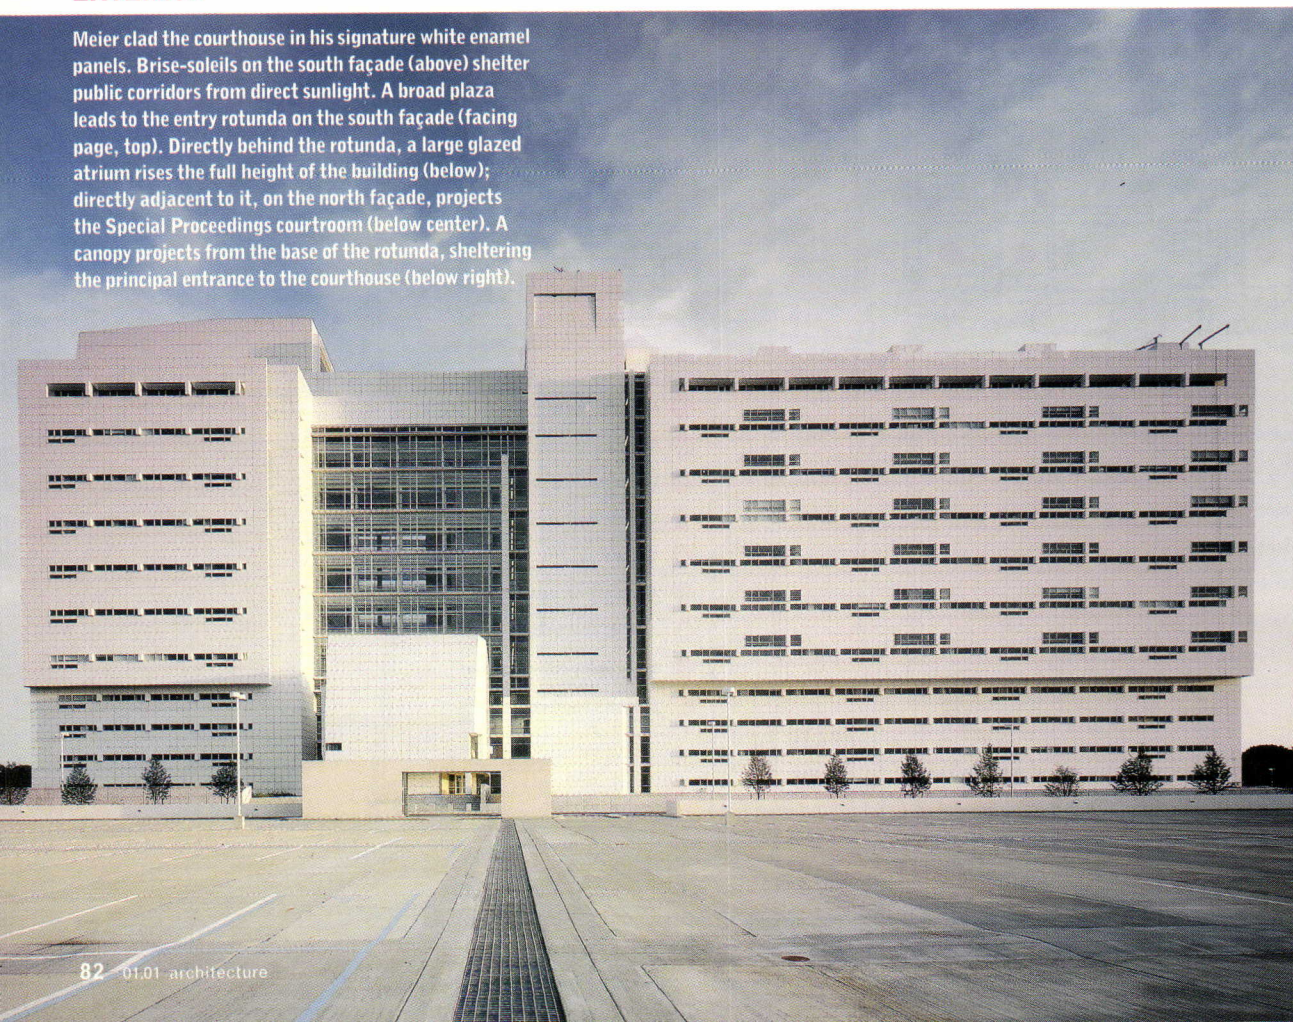 Meier clad the courthouse in his signature white enamel
panels. Brise-soleils on the south façade (above) shelter
public corridors from direct sunlight. A broad plaza
leads to the entry rotunda on the south façade (facing
page, top). Directly behind the rotunda, a large glazed
atrium rises the full height of the building (below);
directly adjacent to it, on the north façade, projects
the Special Proceedings courtroom (below center). A
canopy projects from the base of the rotunda, sheltering
the principal entrance to the courthouse (below right).
82 01.01 architecture